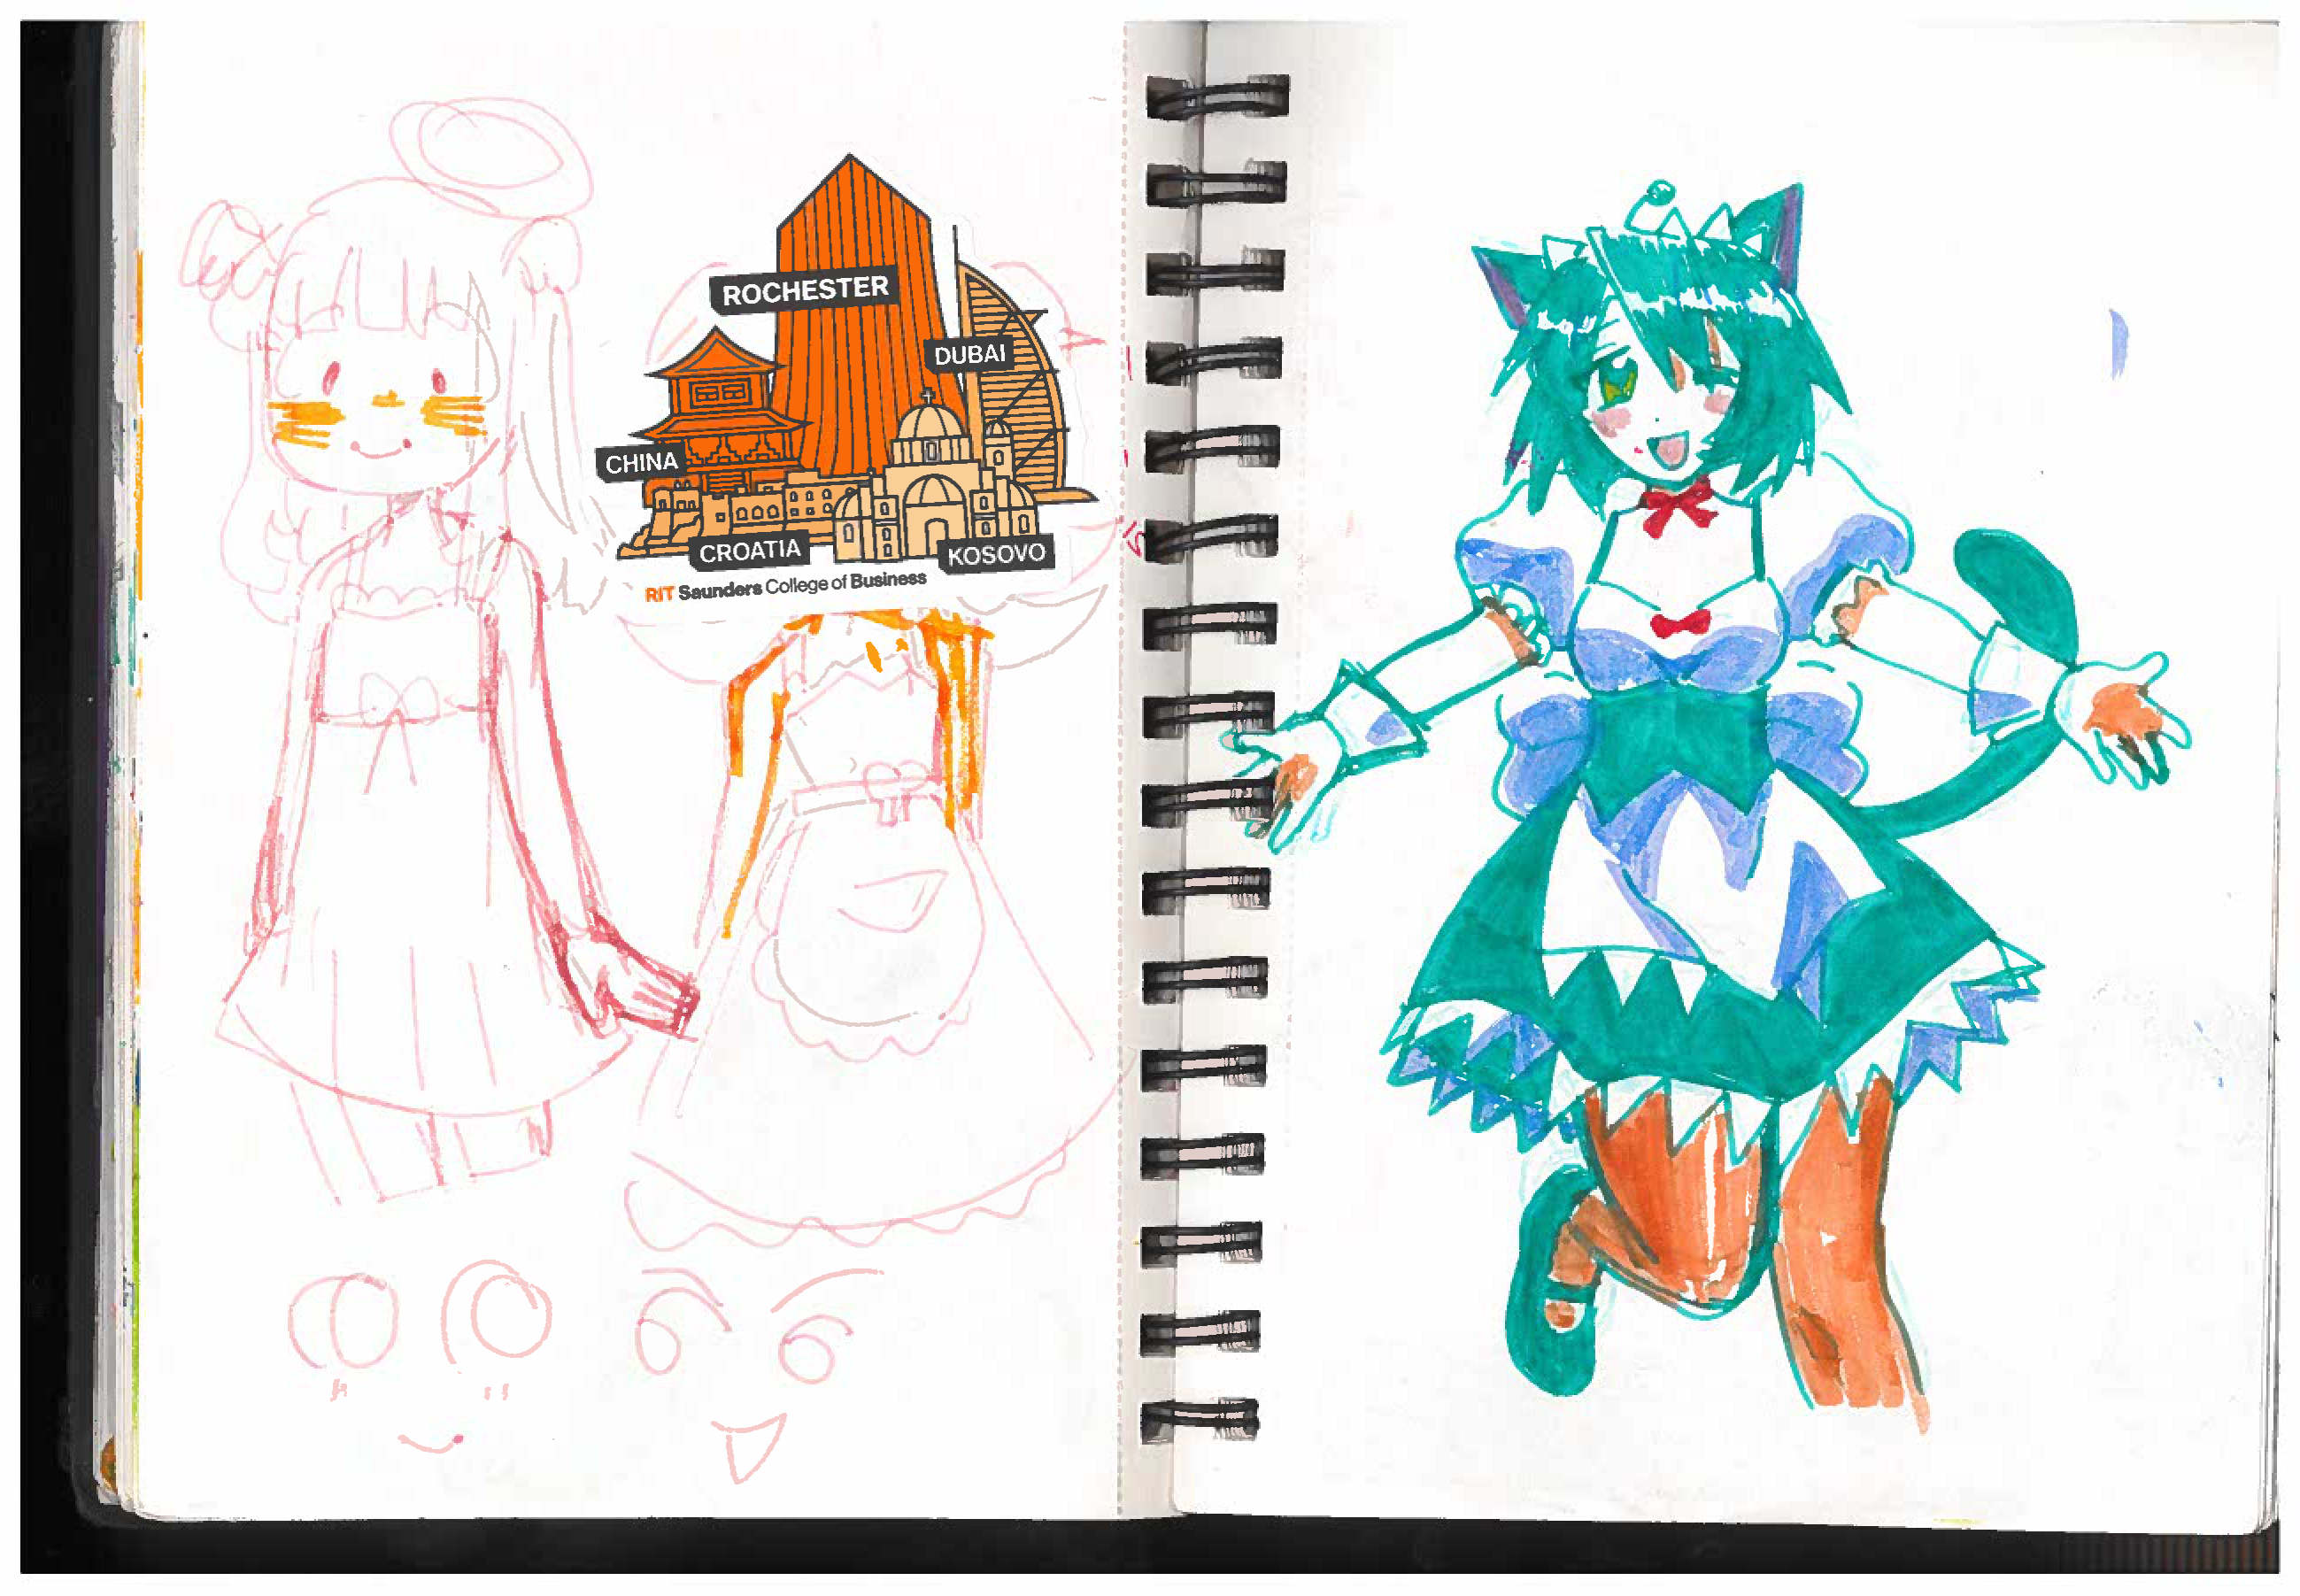 ROCHESTER
DUBAI
CHINA
CROATIA
KOSOVO
RIT Saunders College of Business